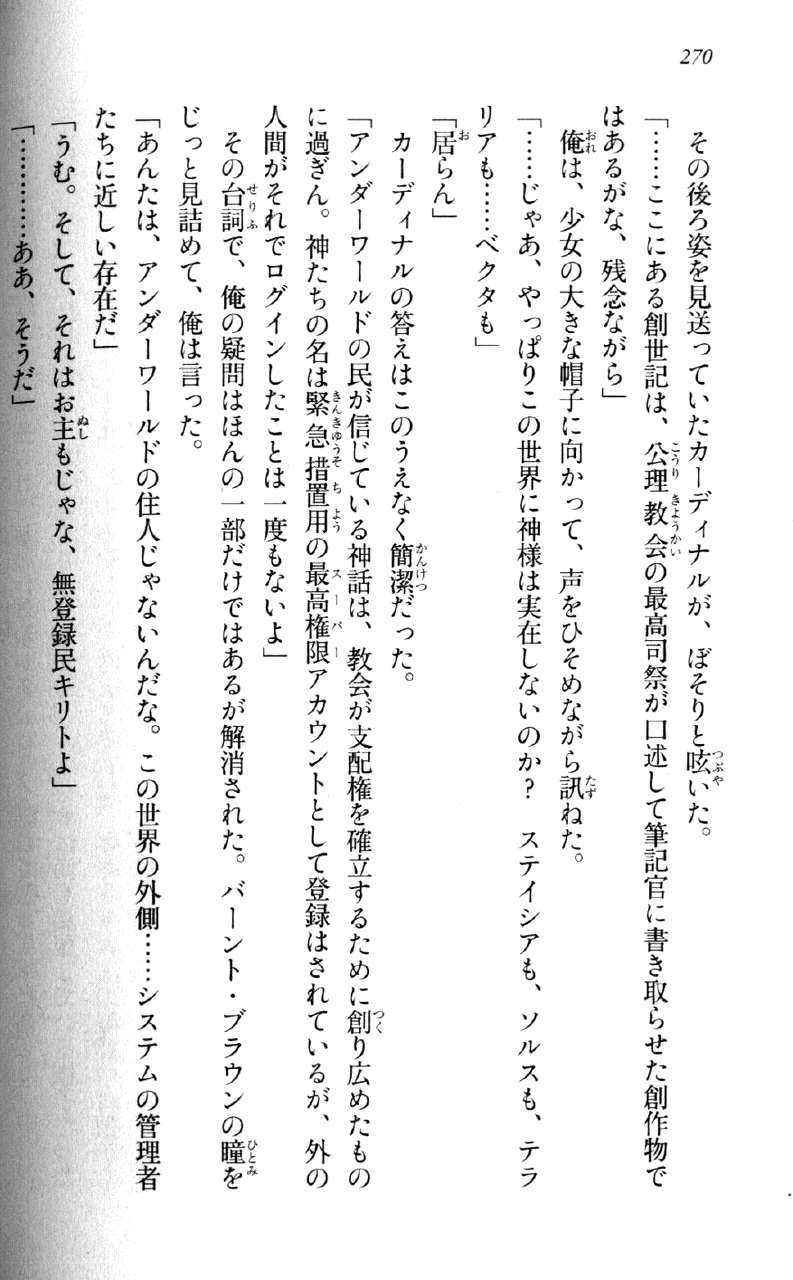 270
その後ろ姿を見送っていたカーディナルが、ぼそりと呟いた。
「……ここにある創世記は、公理教会の最高司祭が口述して筆記官に書き取らせた創作物で
はあるがな、残念ながら」
俺は、少女の大きな帽子に向かって、声をひそめながら訊ねた。
「……じゃあ、やっぱりこの世界に神様は実在しないのか？　ステイシアも、ソルスも、テラ
リアも……ベクタも」
「居らん」
カーディナルの答えはこのうえなく簡潔だった。
「アンダーワールドの民が信じている神話は、教会が支配権を確立するために創り広めたもの
に過ぎん。神たちの名は緊急措置用の最高権限アカウントとして登録はされているが、外の
人間がそれでログインしたことは一度もないよ」
その台詞で、俺の疑問はほんの一部だけではあるが解消された。バーント・ブラウンの瞳を
じっと見詰めて、俺は言った。
「あんたは、アンダーワールドの住人じゃないんだな。この世界の外側……システムの管理者
たちに近しい存在だ」
「うむ。そして、それはお主もじゃな、無登録民キリトよ」
「…………ああ、そうだ」